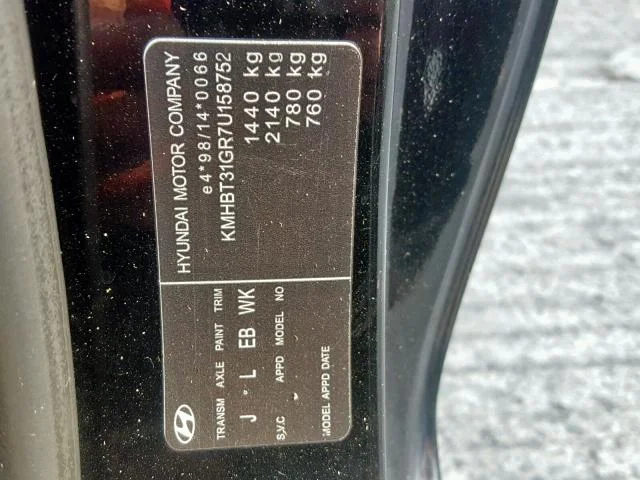 HYUNDAI MOTOR COMPANY
e4*98/14*0066
KMHBT31GR7U158752
1440 kg
2140 kg
780 kg
760 kg
TRANSM AXLE PAINT TRIM
J - L EB WK
S.V.C APPD MODEL NO
MODEL APPD DATE